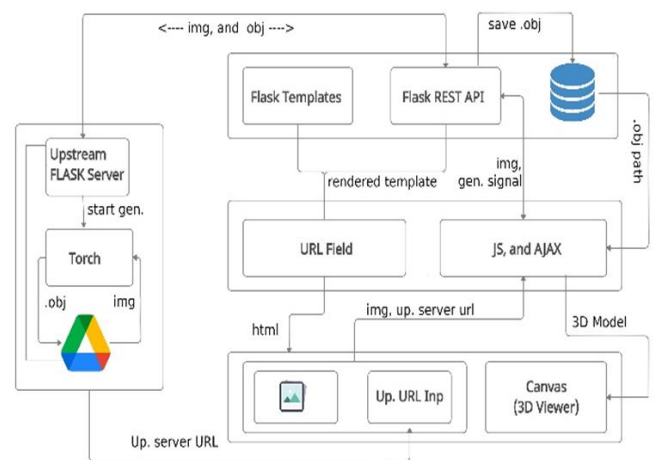 <---- img, and  obj ---->
save .obj
Flask Templates
Flask REST API
.obj path
Upstream
FLASK Server
img,
gen. signal
rendered template
start gen.
Torch
URL Field
JS, and AJAX
.obj
img
img, up. server url
html
3D Model
Up. URL Inp
Canvas
(3D Viewer)
Up. server URL